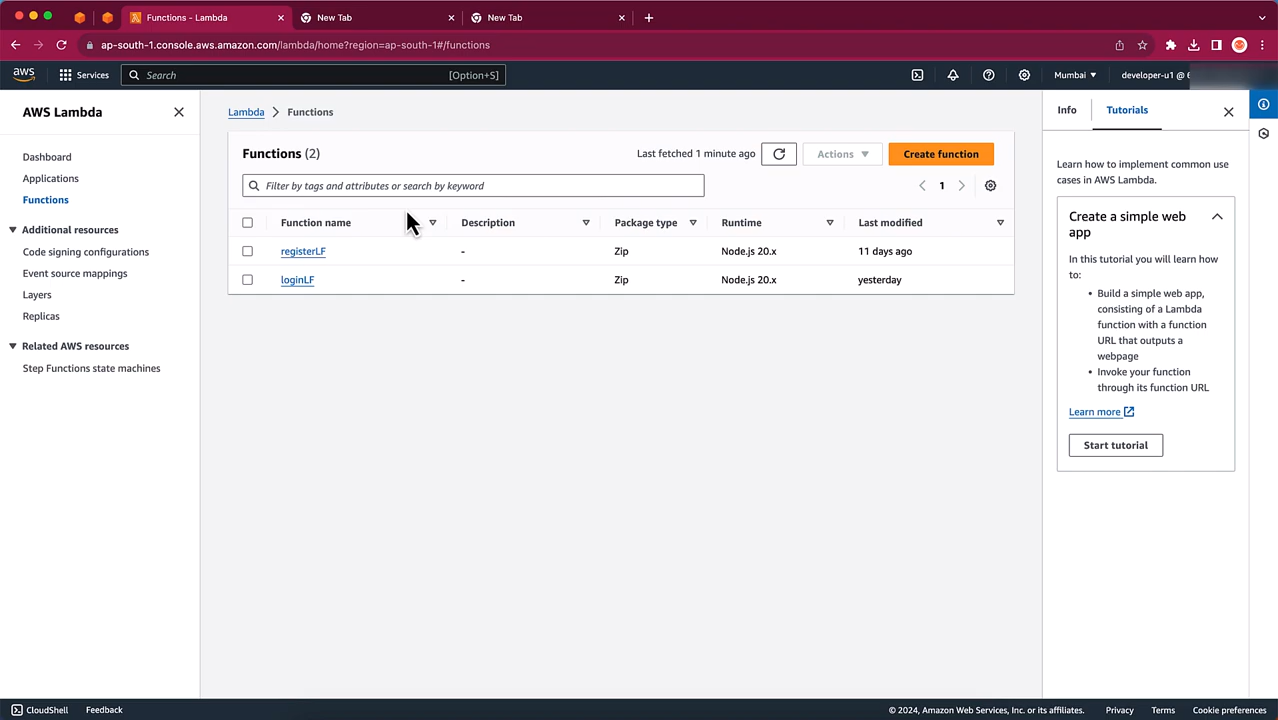 Functions - Lambda
New Tab
New Tab
ap-south-1.console.aws.amazon.com/lambda/home?region=ap-south-1#/functions
aws
Services
Search
[Option+S]
Mumbai
developer-u1 @
AWS Lambda
Dashboard
Applications
Functions
Additional resources
Code signing configurations
Event source mappings
Layers
Replicas
Related AWS resources
Step Functions state machines
Lambda
Functions
Functions (2)
Last fetched 1 minute ago
Actions
Create function
Filter by tags and attributes or search by keyword
1
Function name
Description
Package type
Runtime
Last modified
registerLF
-
Zip
Node.js 20.x
11 days ago
loginLF
-
Zip
Node.js 20.x
yesterday
Info
Tutorials
Learn how to implement common use
cases in AWS Lambda.
Create a simple web
app
In this tutorial you will learn how
to:
• Build a simple web app,
consisting of a Lambda
function with a function
URL that outputs a
webpage
• Invoke your function
through its function URL
Learn more
Start tutorial
CloudShell
Feedback
© 2024, Amazon Web Services, Inc. or its affiliates.
Privacy
Terms
Cookie preferences